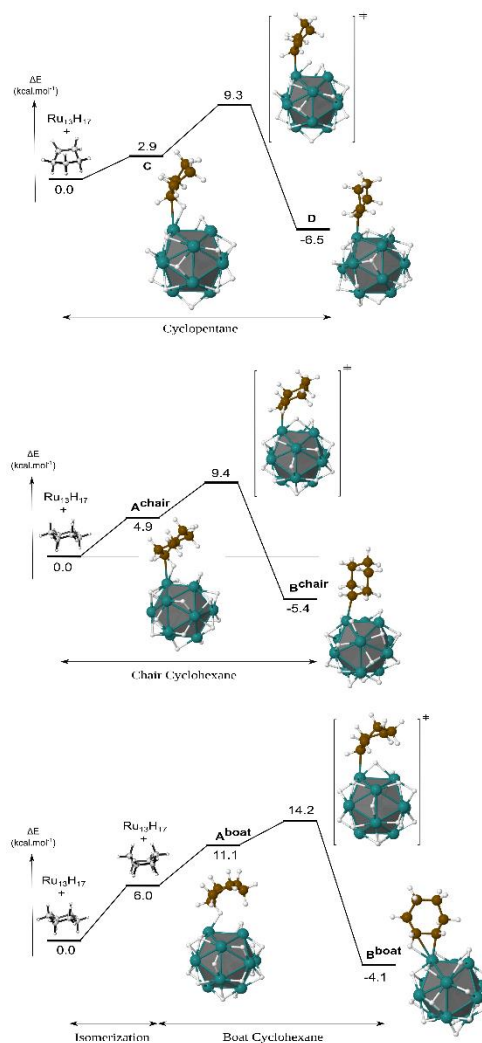 ΔE
(kcal.mol⁻¹)
Ru₁₃H₁₇
+
0.0
2.9
C
9.3
≠
D
-6.5
Cyclopentane
ΔE
(kcal.mol⁻¹)
Ru₁₃H₁₇
+
0.0
A^chair
4.9
9.4
≠
B^chair
-5.4
Chair Cyclohexane
ΔE
(kcal.mol⁻¹)
Ru₁₃H₁₇
+
0.0
Ru₁₃H₁₇
+
6.0
A^boat
11.1
14.2
≠
B^boat
-4.1
Isomerization
Boat Cyclohexane